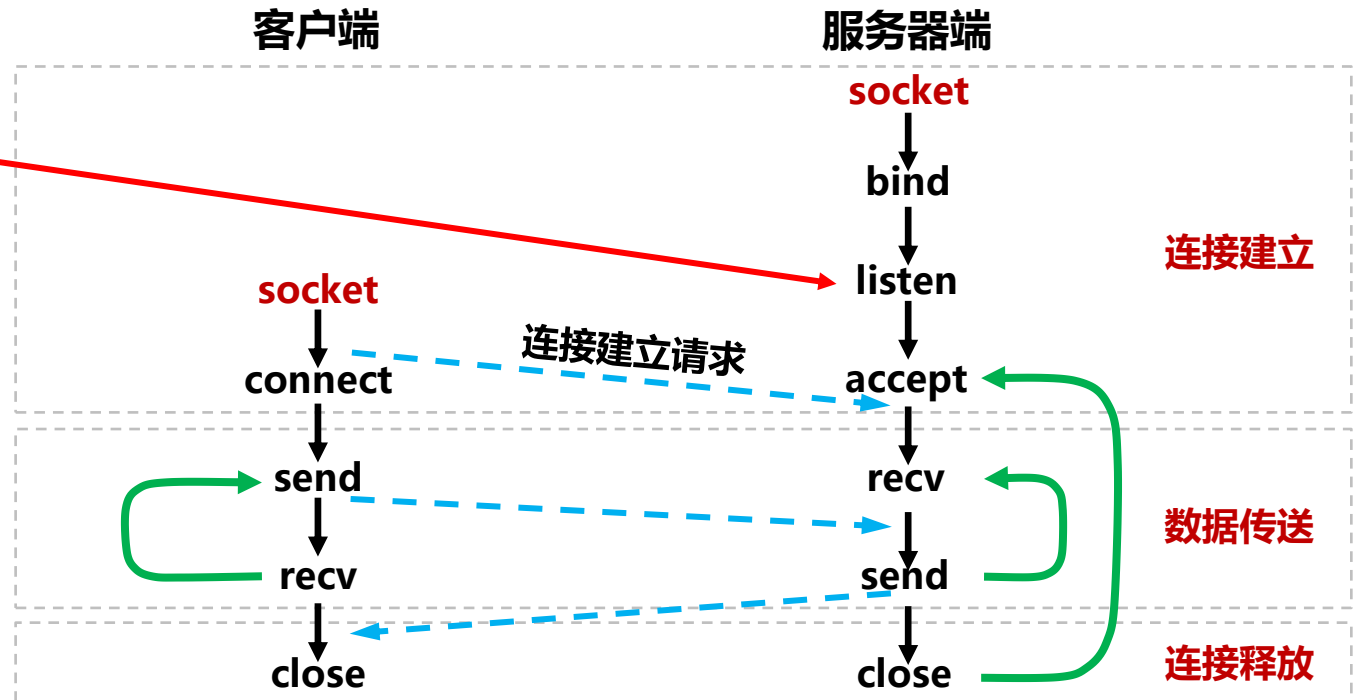 客户端
服务器端
socket
bind
连接建立
listen
socket
连接建立请求
connect
accept
send
recv
数据传送
recv
send
close
close
连接释放